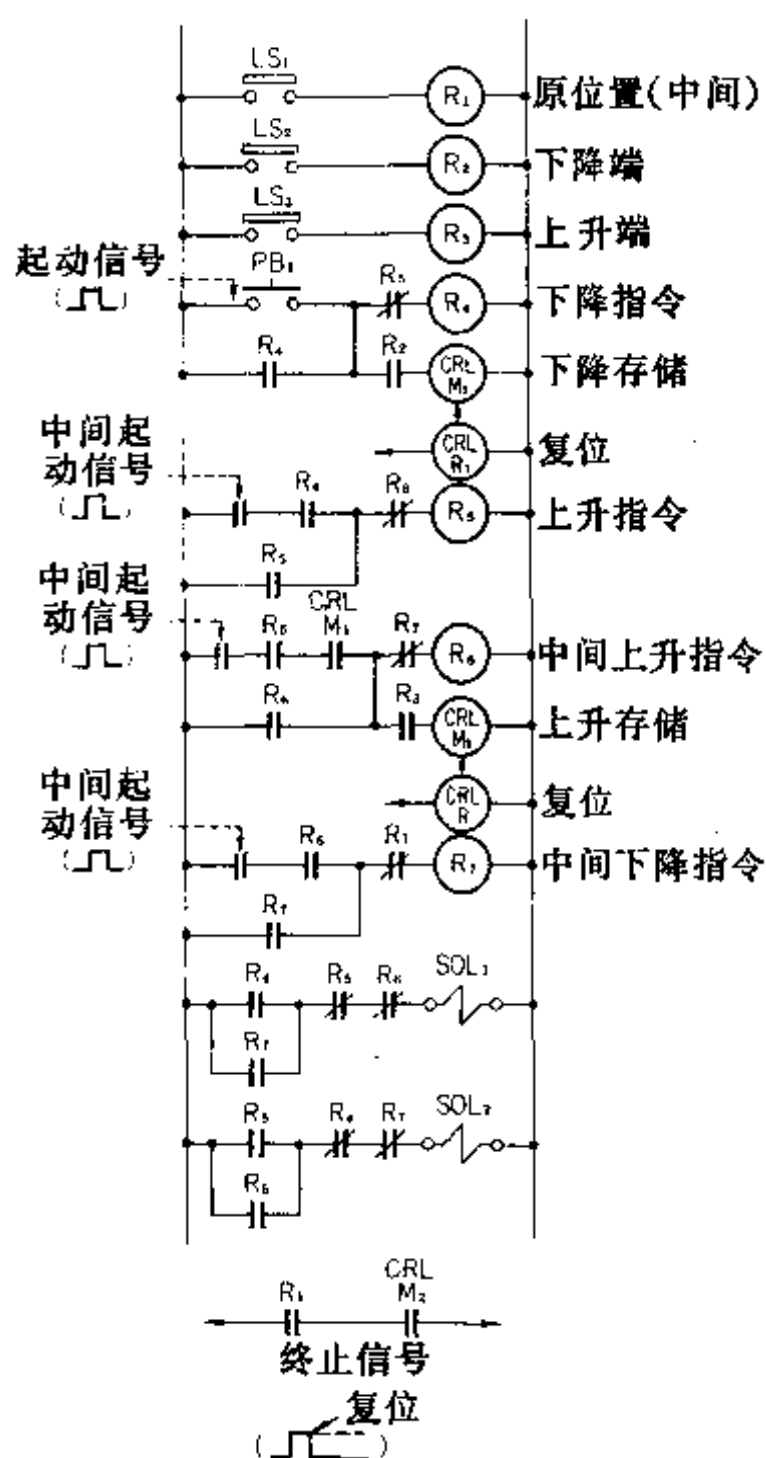 LS₁
R₁ 原位置(中间)
LS₂
R₂ 下降端
LS₃
R₃ 上升端
起动信号 PB₁ R₅
R₄ 下降指令
R₄ R₂ CRL M₁ 下降存储
中间起动信号
CRL R₁ 复位
R₄ R₆ R₅ 上升指令
R₅
中间起动信号
R₅ CRL M₁ R₇ R₆ 中间上升指令
R₆ R₃ CRL 上升存储
中间起动信号
CRL R 复位
R₆ R₁ R₇ 中间下降指令
R₇
R₄ R₅ R₆ SOL₁
R₇
R₅ R₄ R₇ SOL₂
R₆
R₁ CRL M₂
终止信号
复位